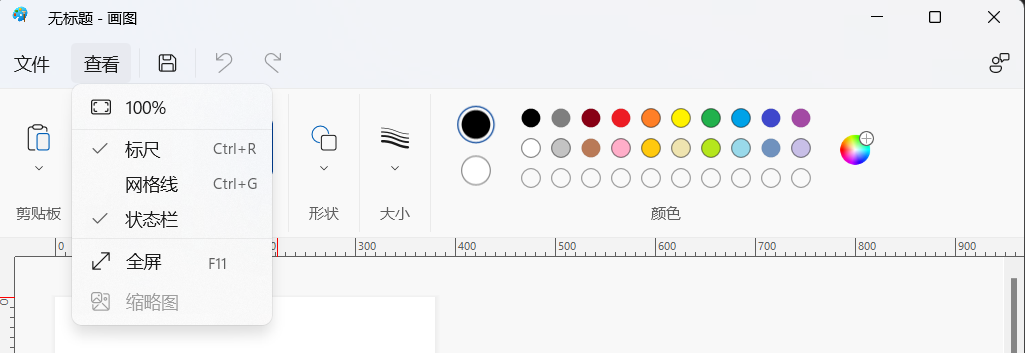 无标题 - 画图
文件 查看
100%
标尺 Ctrl+R
网格线 Ctrl+G
状态栏
全屏 F11
缩略图
剪贴板 形状 大小 颜色
0 300 400 500 600 700 800 900
0